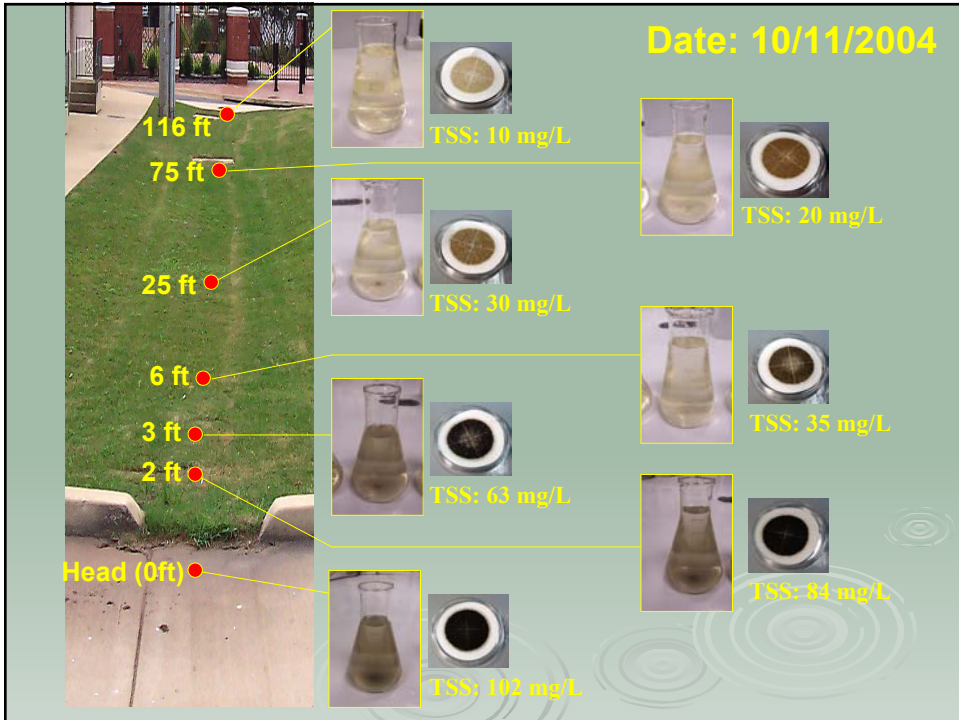 Date: 10/11/2004
116 ft
TSS: 10 mg/L
75 ft
TSS: 20 mg/L
25 ft
TSS: 30 mg/L
6 ft
TSS: 35 mg/L
3 ft
TSS: 63 mg/L
2 ft
TSS: 84 mg/L
Head (0ft)
TSS: 102 mg/L